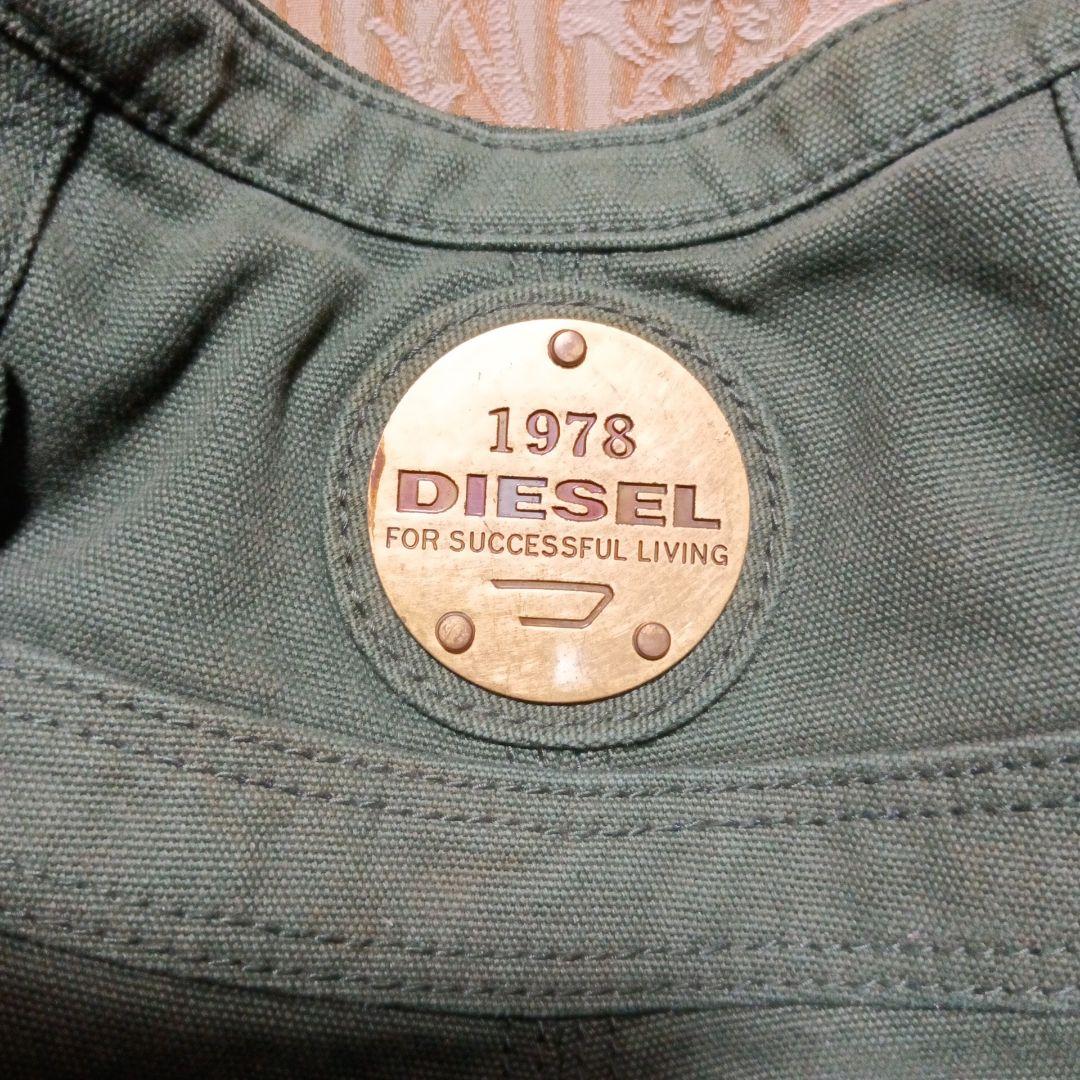 1978
DIESEL
FOR SUCCESSFUL LIVING